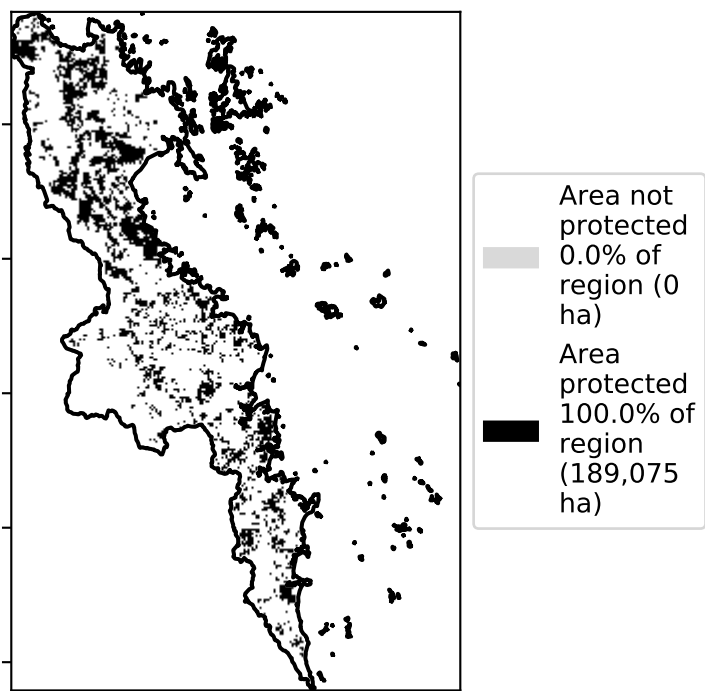 Area not
protected
0.0% of
region (0
ha)
Area
protected
100.0% of
region
(189,075
ha)